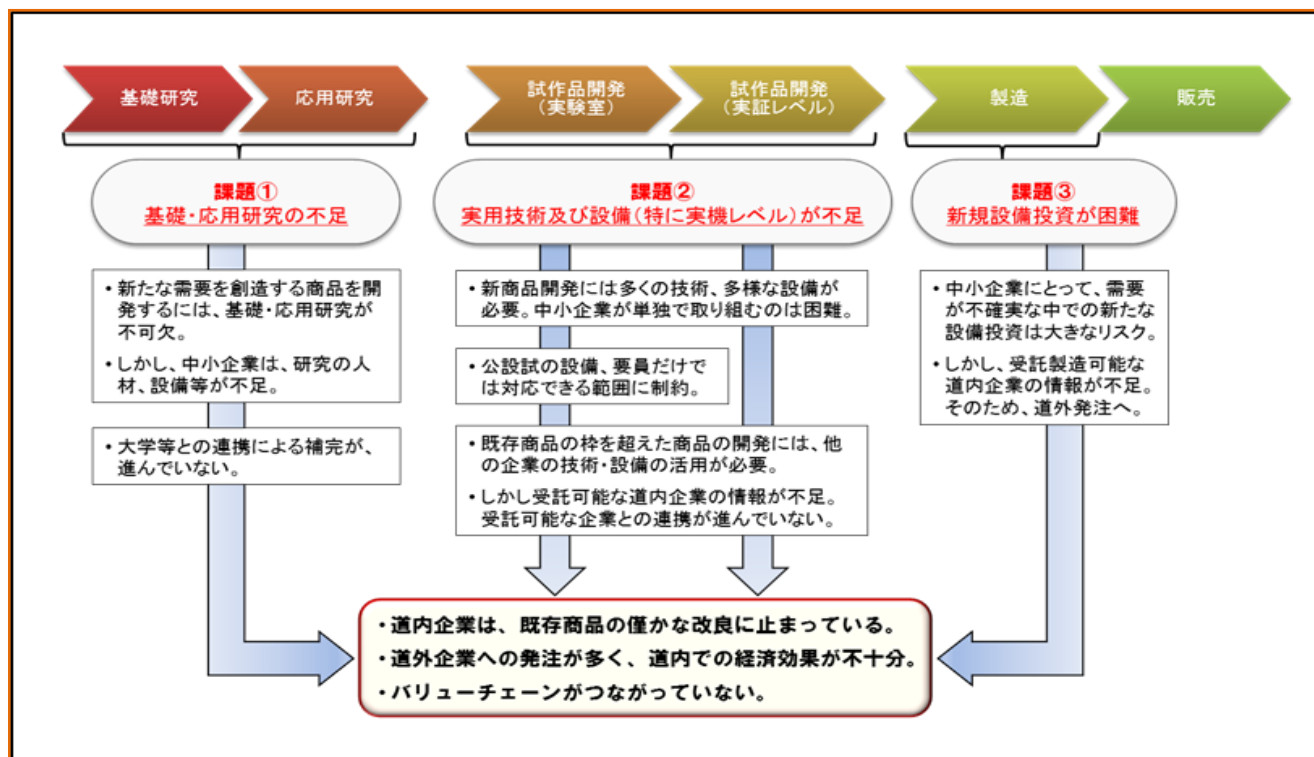 基礎研究
応用研究
試作品開発
(実験室)
試作品開発
(実証レベル)
製造
販売
課題①
基礎・応用研究の不足
課題②
実用技術及び設備(特に実機レベル)が不足
課題③
新規設備投資が困難
・新たな需要を創造する商品を開
発するには、基礎・応用研究が
不可欠。
・しかし、中小企業は、研究の人
材、設備等が不足。
・大学等との連携による補完が、
進んでいない。
・新商品開発には多くの技術、多様な設備が
必要。中小企業が単独で取り組むのは困難。
・公設試の設備、要員だけで
は対応できる範囲に制約。
・既存商品の枠を超えた商品の開発には、他
の企業の技術・設備の活用が必要。
・しかし受託可能な道内企業の情報が不足。
受託可能な企業との連携が進んでいない。
・中小企業にとって、需要
が不確実な中での新たな
設備投資は大きなリスク。
・しかし、受託製造可能な
道内企業の情報が不足。
そのため、道外発注へ。
・道内企業は、既存商品の僅かな改良に止まっている。
・道外企業への発注が多く、道内での経済効果が不十分。
・バリューチェーンがつながっていない。